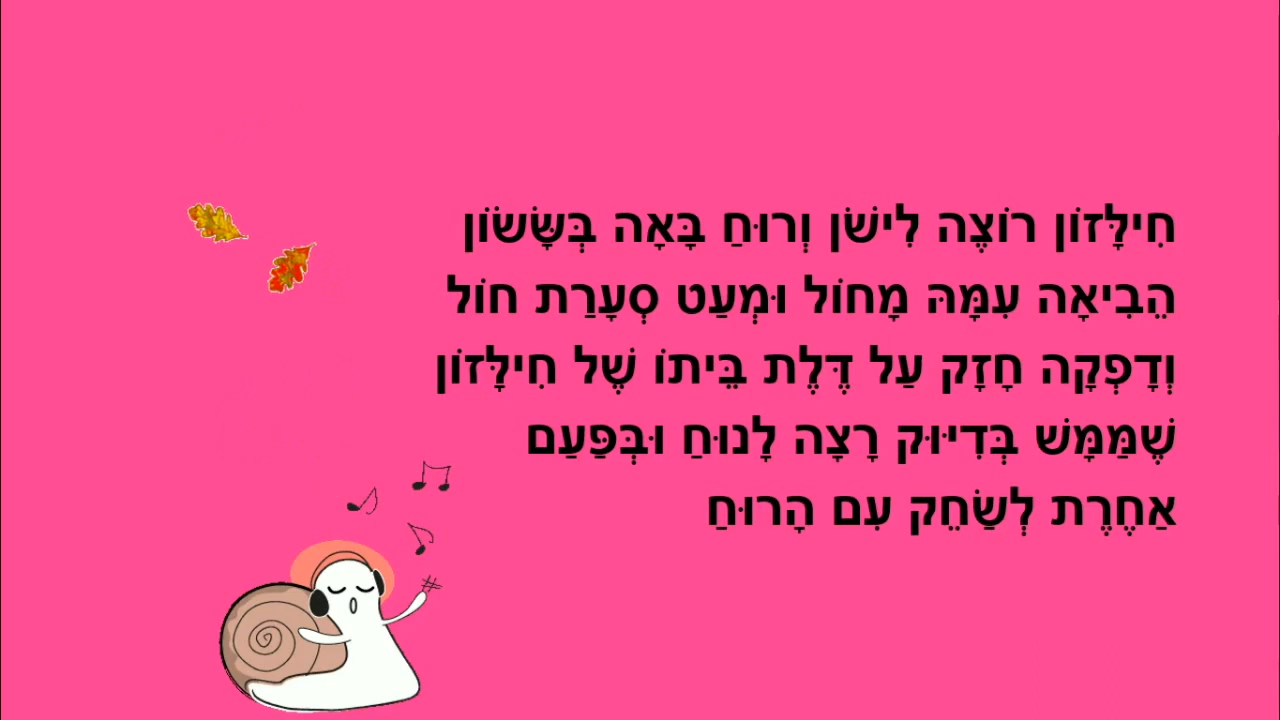 חִילָּזוֹן רוֹצֶה לִישֹׁן וְרוּחַ בָּאָה בְּשָּׂשׂוֹן
הֵבִיאָה עִמָּהּ מָחוֹל וּמְעַט סְעָרַת חוֹל
וְדָפְקָה חָזָק עַל דֶּלֶת בֵּיתוֹ שֶׁל חִילָּזוֹן
שֶׁמַּמָּשׁ בְּדִיּוּק רָצָה לָנוּחַ וּבְּפַּעַם
אַחֶרֶת לְשַׂחֵק עִם הָרוּחַ